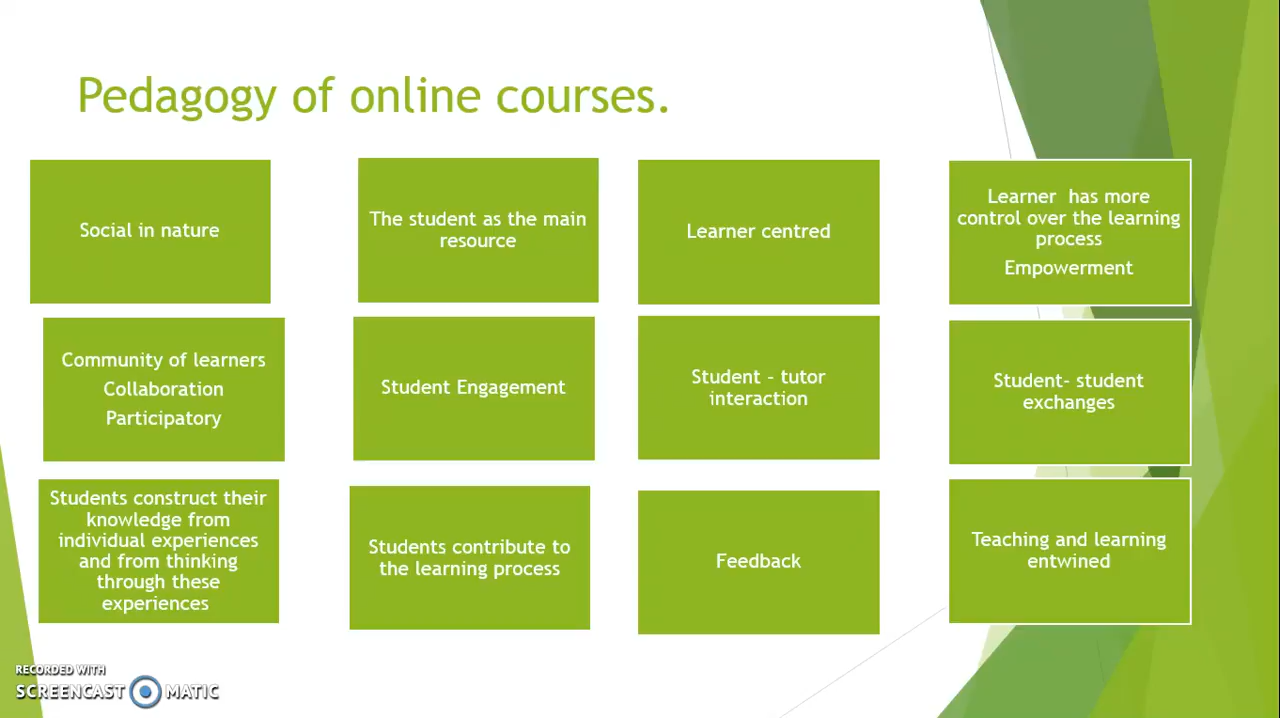 Pedagogy of online courses.
Social in nature
The student as the main
resource
Learner centred
Learner has more
control over the learning
process
Empowerment
Community of learners
Collaboration
Participatory
Student Engagement
Student - tutor
interaction
Student- student
exchanges
Students construct their
knowledge from
individual experiences
and from thinking
through these
experiences
Students contribute to
the learning process
Feedback
Teaching and learning
entwined
RECORDED WITH
SCREENCAST MATIC